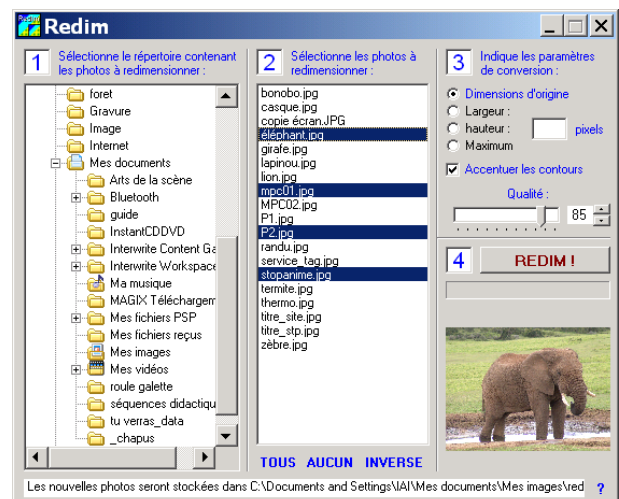 Redim
1 Sélectionne le répertoire contenant
les photos à redimensionner :
foret
Gravure
Image
Internet
Mes documents
Arts de la scène
Bluetooth
guide
InstantCDDVD
Interwrite Content Ga
Interwrite Workspace
Ma musique
MAGIX Téléchargem
Mes fichiers PSP
Mes fichiers reçus
Mes images
Mes vidéos
roule galette
séquences didactiqu
tu verras_data
_chapus
2 Sélectionne les photos à
redimensionner :
bonobo.jpg
casque.jpg
copie écran.JPG
éléphant.jpg
girafe.jpg
lapinou.jpg
lion.jpg
mpc01.jpg
MPC02.jpg
P1.jpg
P2.jpg
randu.jpg
service_tag.jpg
stopanime.jpg
termite.jpg
thermo.jpg
titre_site.jpg
titre_stp.jpg
zèbre.jpg
TOUS AUCUN INVERSE
3 Indique les paramètres
de conversion :
Dimensions d'origine
Largeur :
hauteur : pixels
Maximum
Accentuer les contours
Qualité :
85
4 REDIM !
Les nouvelles photos seront stockées dans C:\Documents and Settings\IAI\Mes documents\Mes images\red ?